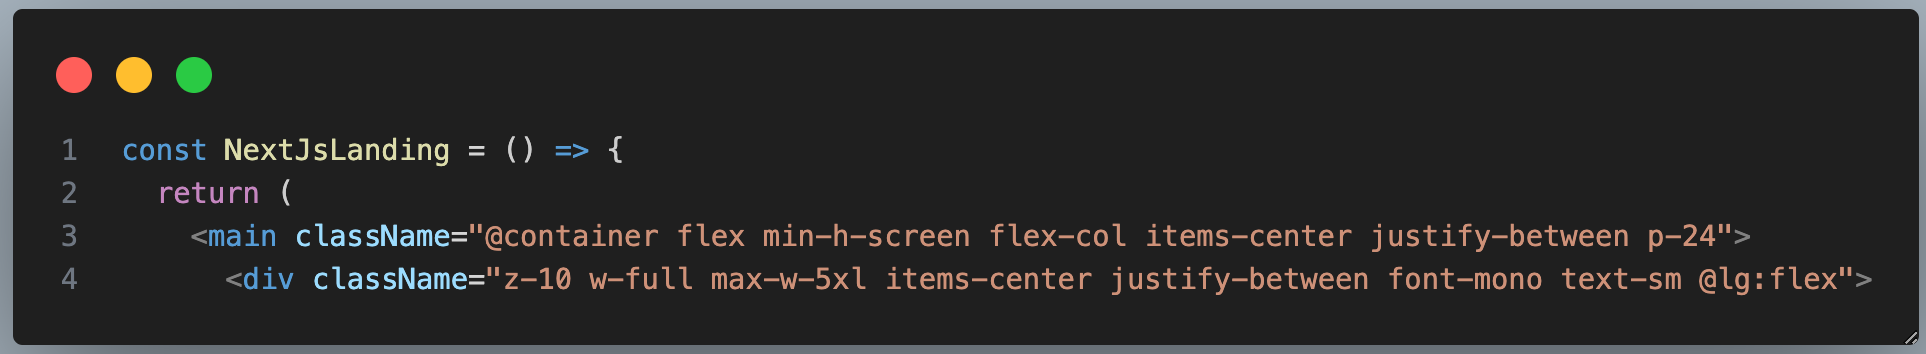 1 const NextJsLanding = () => {
2 return (
3 <main className="@container flex min-h-screen flex-col items-center justify-between p-24">
4 <div className="z-10 w-full max-w-5xl items-center justify-between font-mono text-sm @lg:flex">